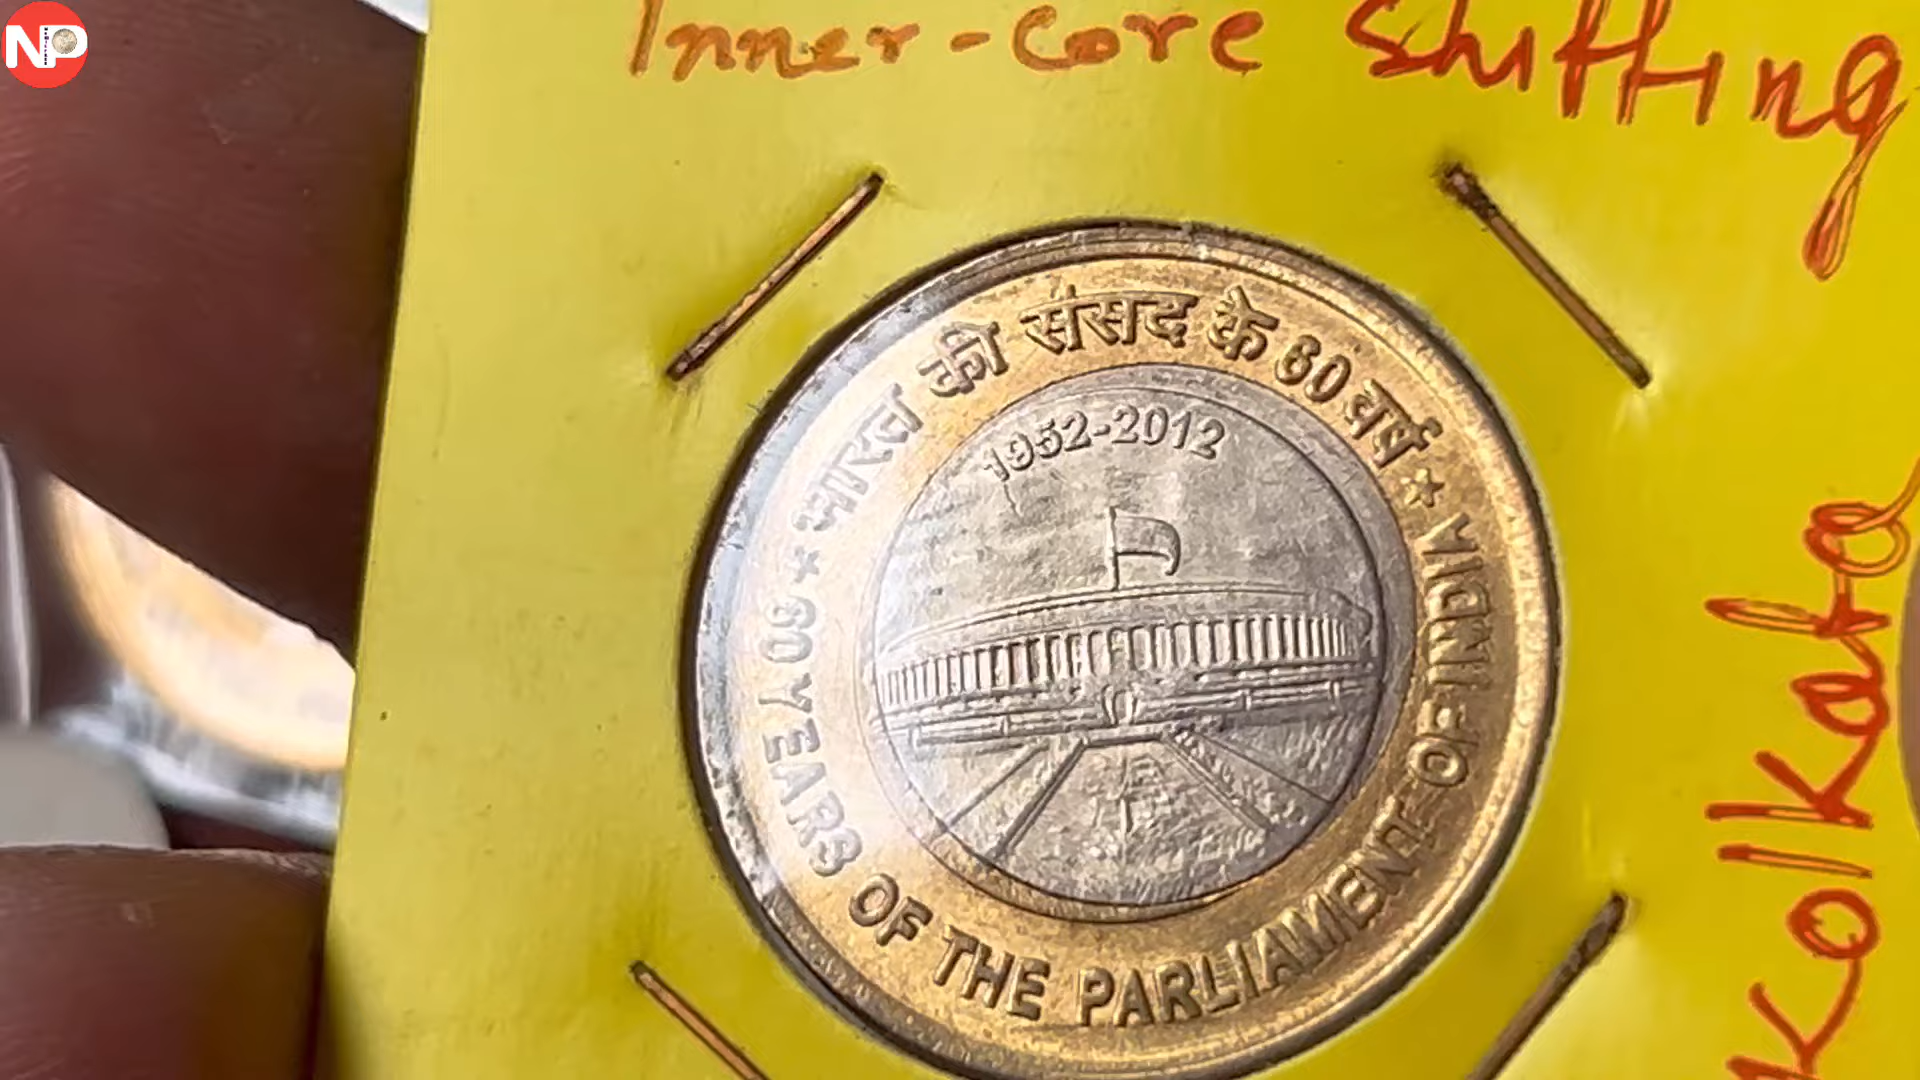 NP
Inner-core Shifting
भारत की संसद के 60 वर्ष
1952-2012
60 YEARS OF THE PARLIAMENT OF INDIA
Kolkata